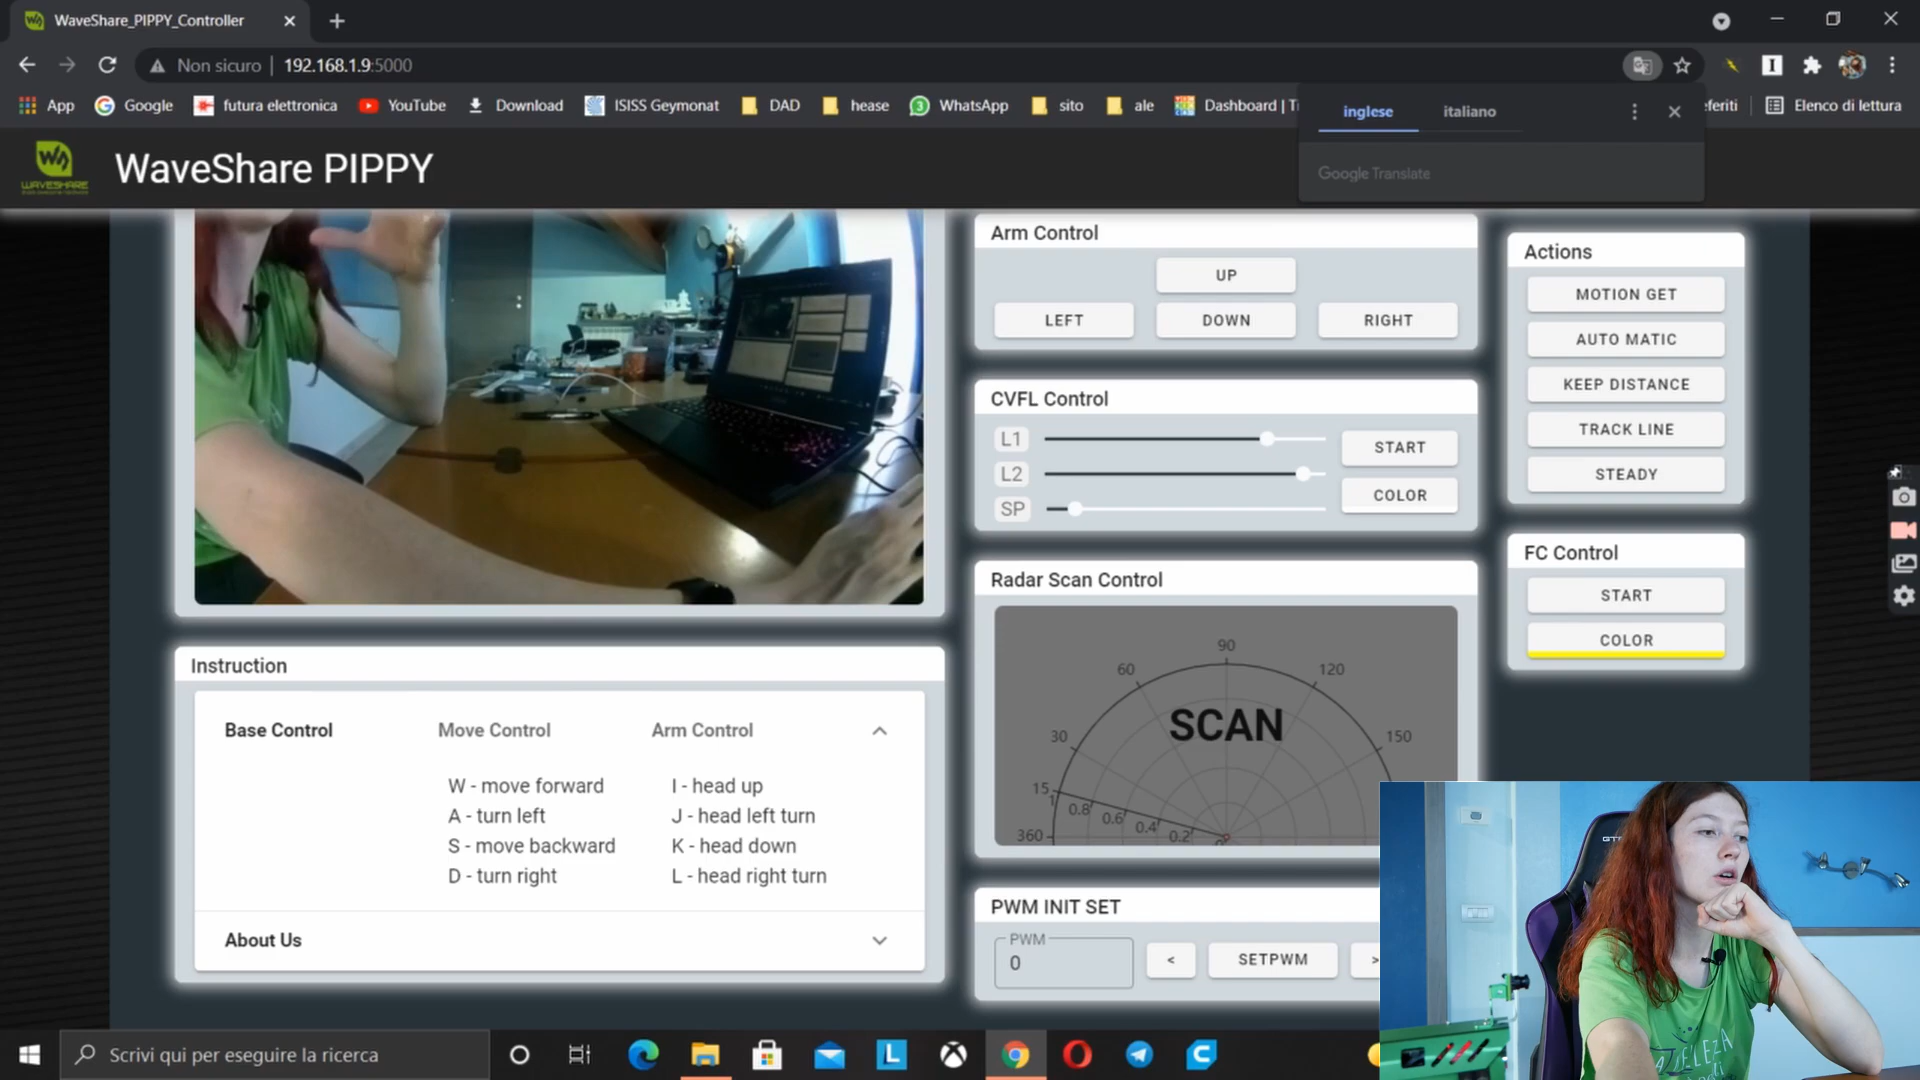 WaveShare_PIPPY_Controller
Non sicuro | 192.168.1.9:5000
App Google futura elettronica YouTube Download ISISS Geymonat DAD hease 3 WhatsApp sito ale Dashboard | T eferiti Elenco di lettura
inglese italiano
Google Translate
WAVESHARE
WaveShare PIPPY
Arm Control
UP
LEFT DOWN RIGHT
CVFL Control
L1
START
L2
COLOR
SP
Radar Scan Control
90
60 120
SCAN
30 150
15
1 0.8 0.6 0.4 0.2 0
360
PWM INIT SET
PWM
0
< SETPWM >
Actions
MOTION GET
AUTO MATIC
KEEP DISTANCE
TRACK LINE
STEADY
FC Control
START
COLOR
Instruction
Base Control Move Control Arm Control
W - move forward I - head up
A - turn left J - head left turn
S - move backward K - head down
D - turn right L - head right turn
About Us
Scrivi qui per eseguire la ricerca